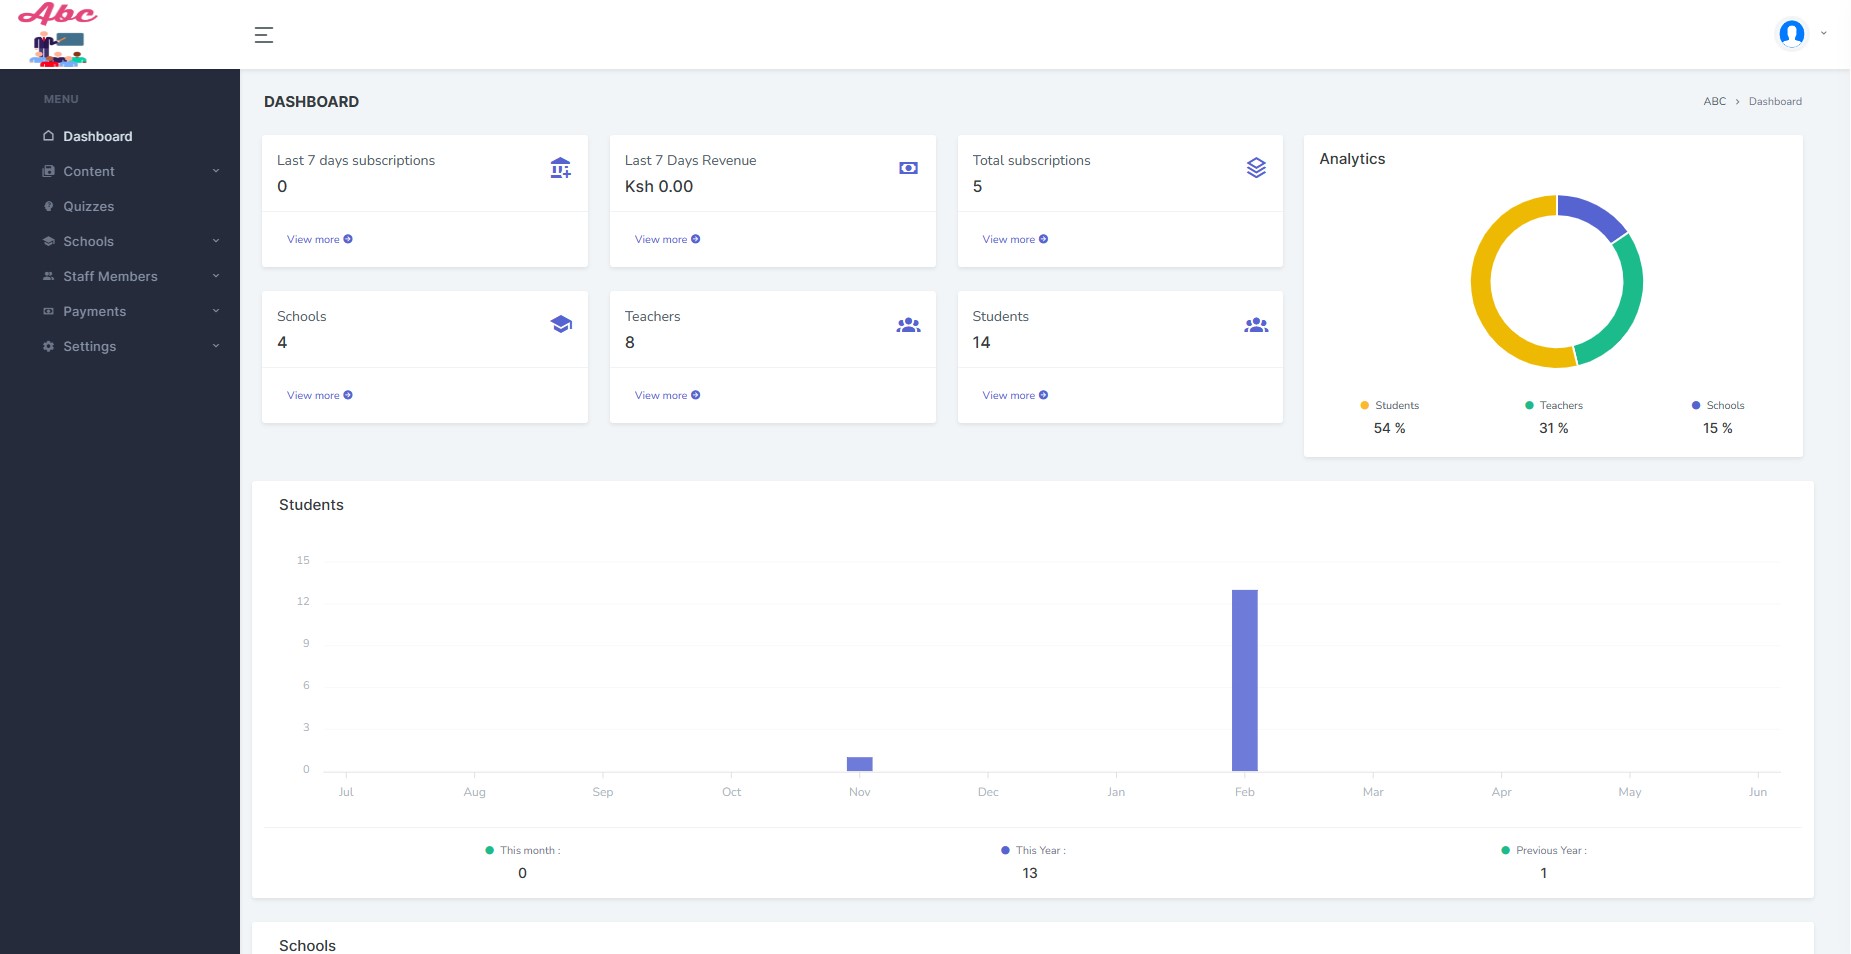 Abc
MENU
Dashboard
Content
Quizzes
Schools
Staff Members
Payments
Settings
DASHBOARD
ABC > Dashboard
Last 7 days subscriptions
0
View more
Last 7 Days Revenue
Ksh 0.00
View more
Total subscriptions
5
View more
Schools
4
View more
Teachers
8
View more
Students
14
View more
Analytics
Students
54 %
Teachers
31 %
Schools
15 %
Students
15
12
9
6
3
0
Jul Aug Sep Oct Nov Dec Jan Feb Mar Apr May Jun
This month :
0
This Year :
13
Previous Year :
1
Schools